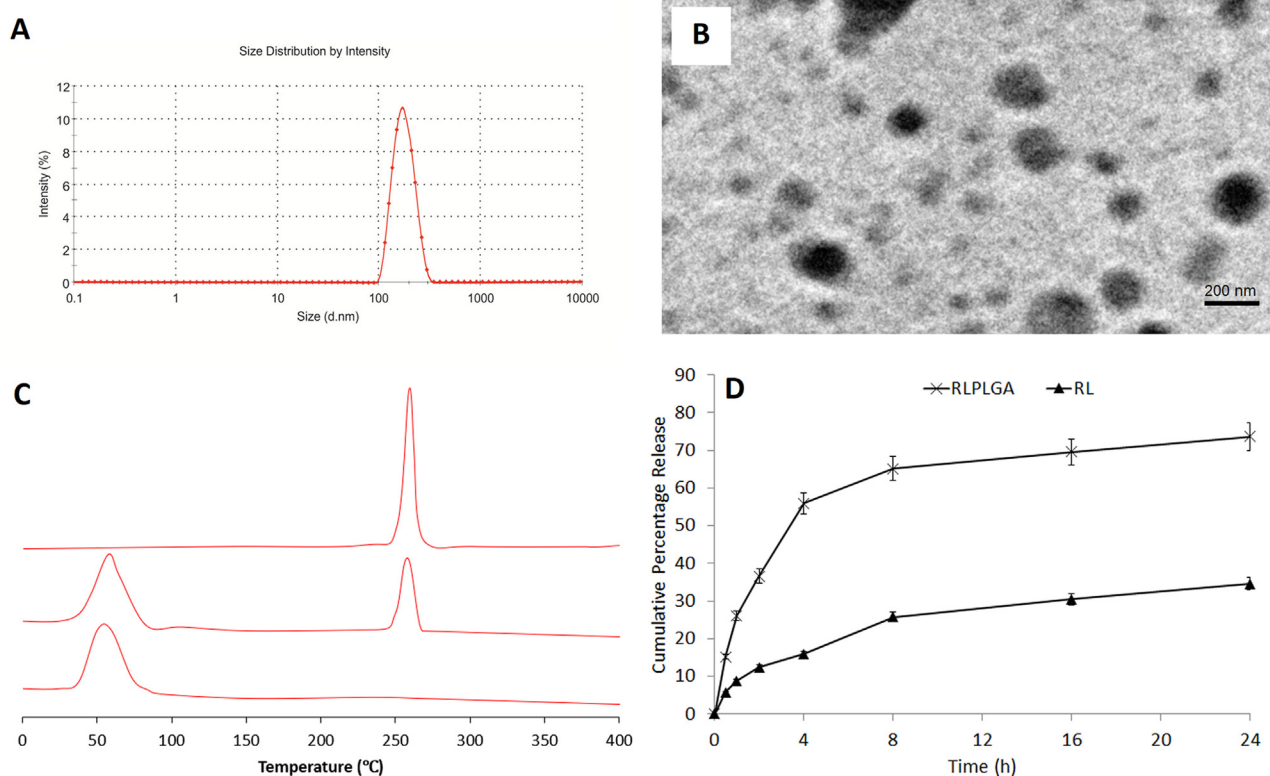 A
Size Distribution by Intensity
12
10
8
6
4
2
0
Intensity (%)
0.1 1 10 100 1000 10000
Size (d.nm)
B
200 nm
C
0 50 100 150 200 250 300 350 400
Temperature (°C)
D
RLPLGA RL
90
80
70
60
50
40
30
20
10
0
Cumulative Percentage Release
0 4 8 12 16 20 24
Time (h)